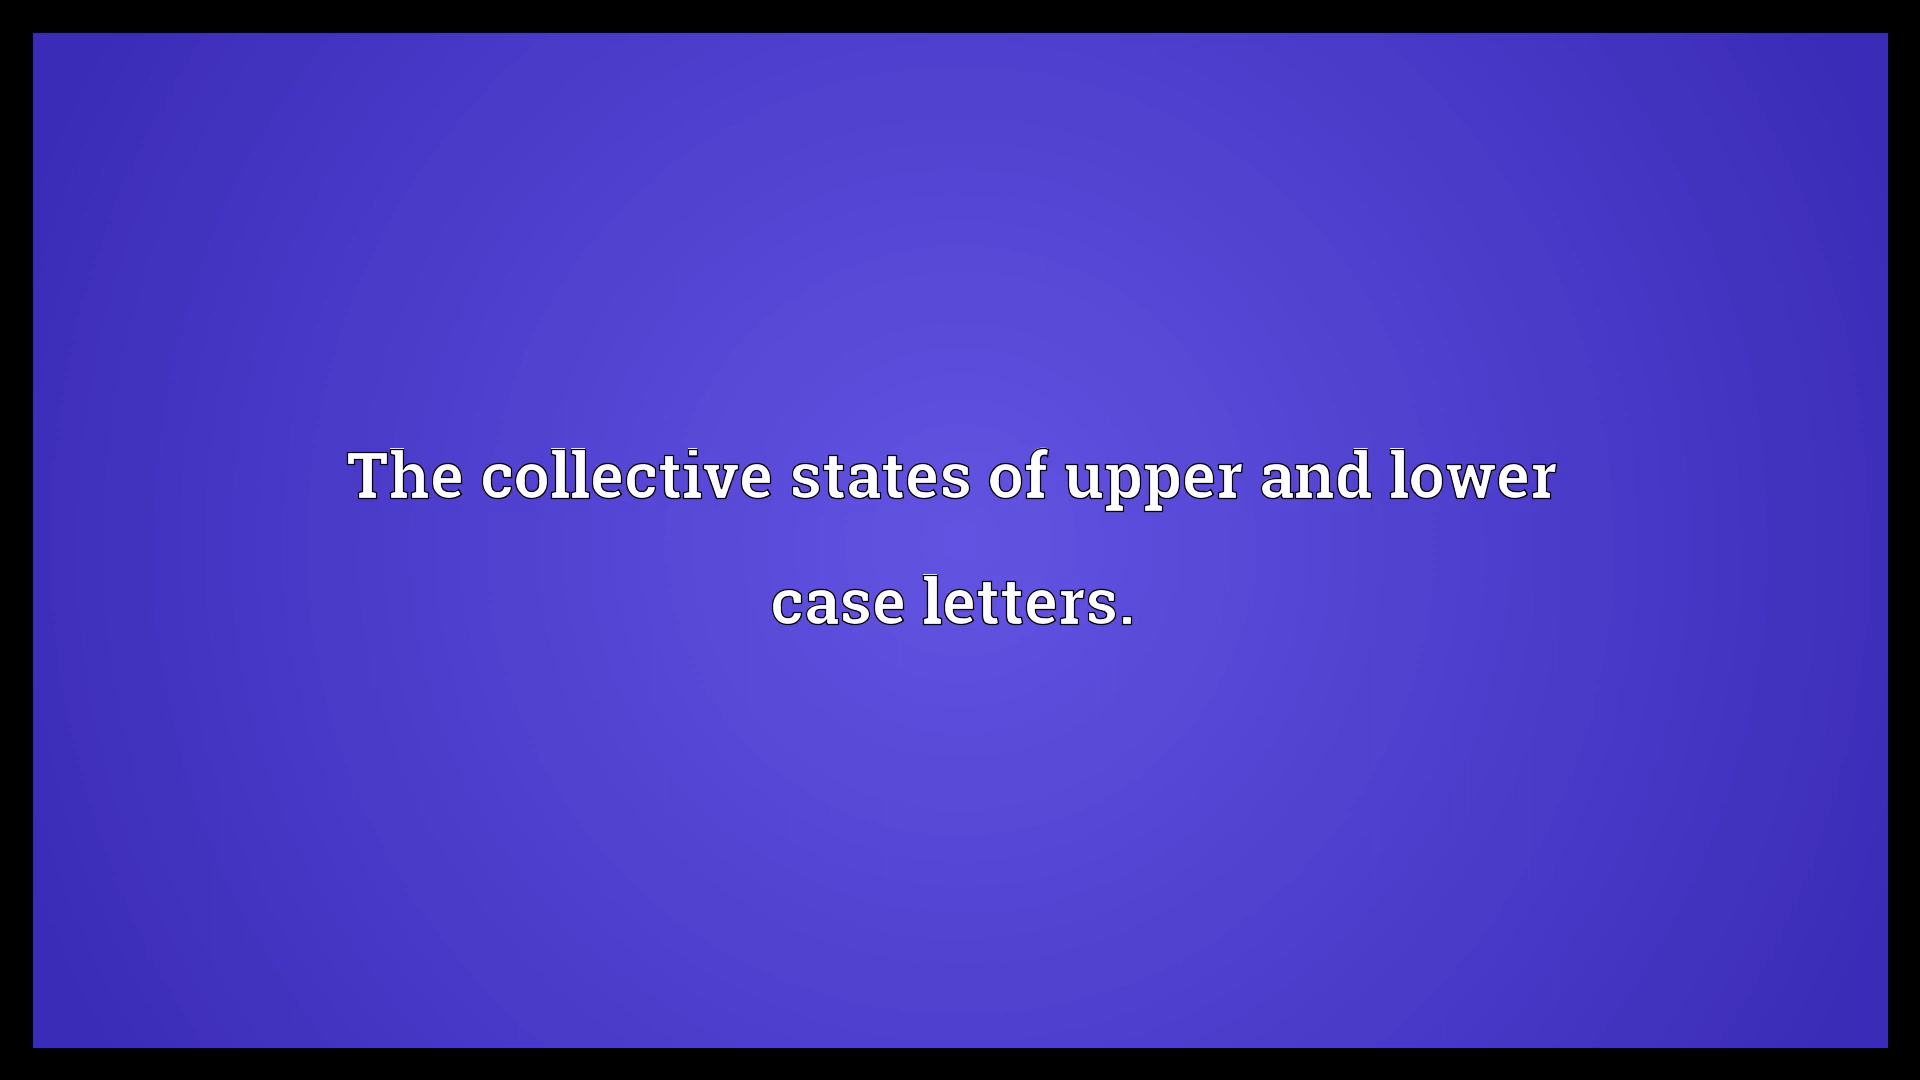 The collective states of upper and lower
case letters.